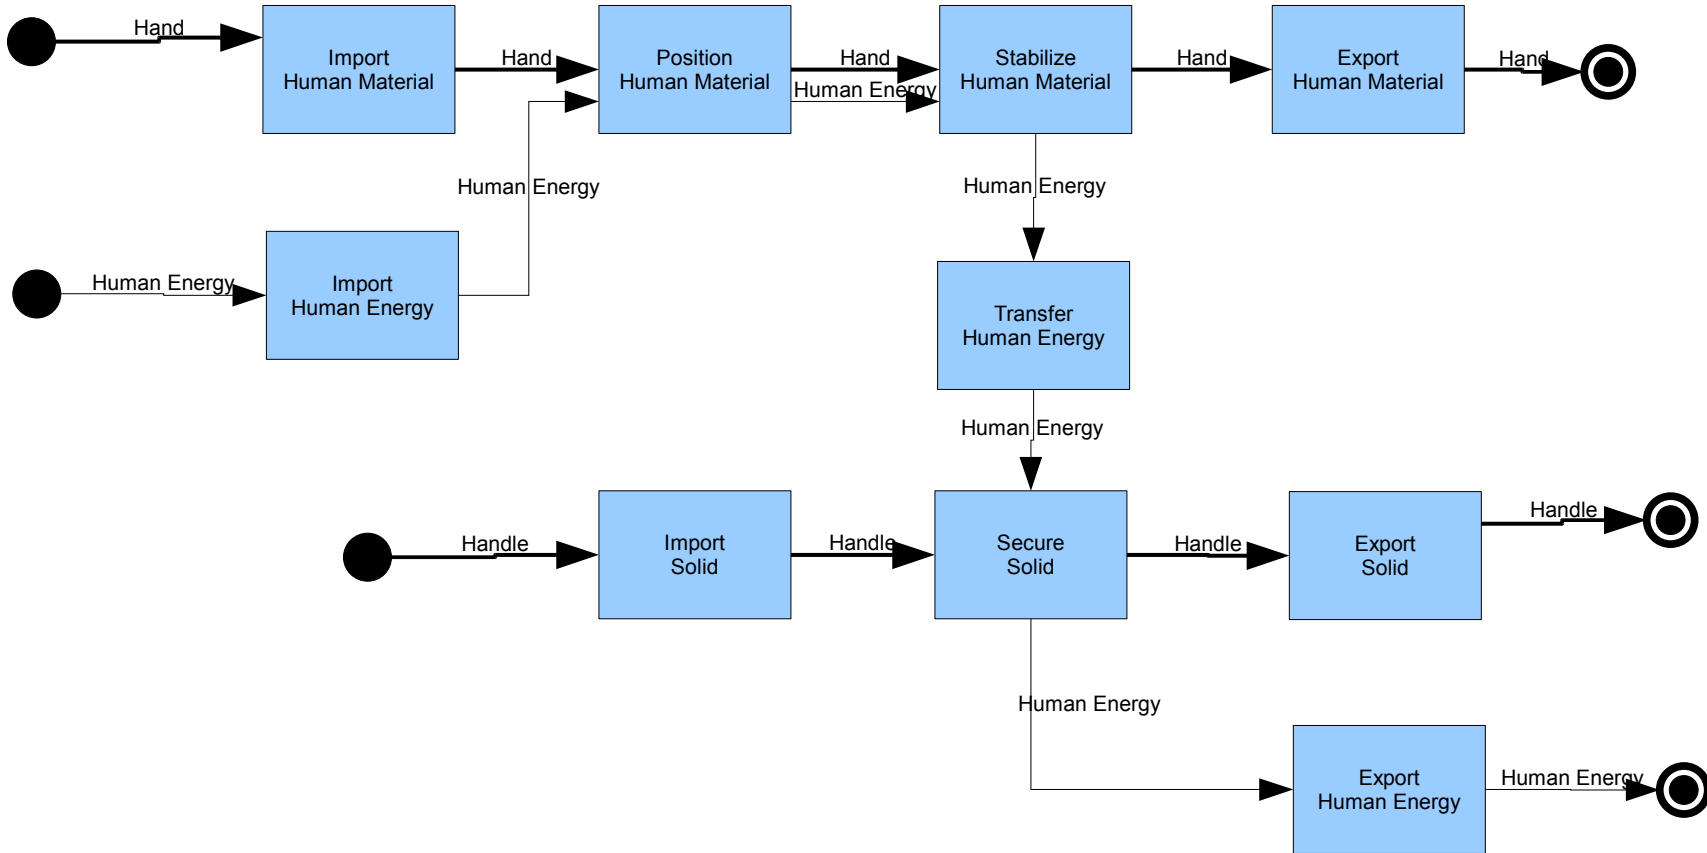 Hand
Import
Human Material
Hand
Position
Human Material
Hand
Human Energy
Stabilize
Human Material
Hand
Export
Human Material
Hand
Human Energy
Human Energy
Human Energy
Import
Human Energy
Transfer
Human Energy
Human Energy
Handle
Import
Solid
Handle
Secure
Solid
Handle
Export
Solid
Handle
Human Energy
Export
Human Energy
Human Energy